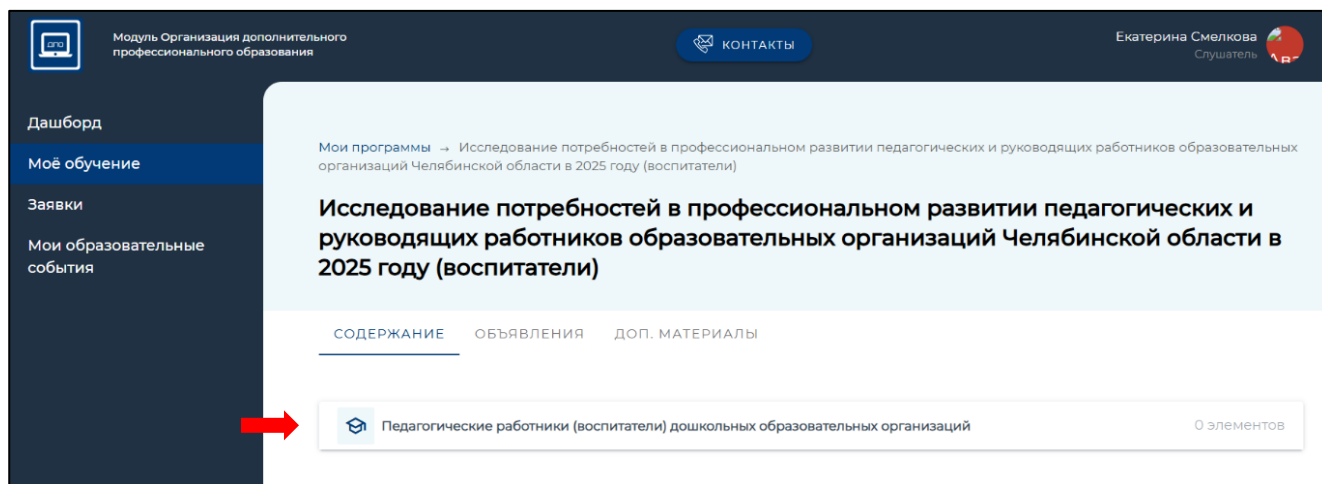 дпо
Модуль Организация дополнительного
профессионального образования
КОНТАКТЫ
Екатерина Смелкова
Слушатель
Дашборд
Моё обучение
Заявки
Мои образовательные
события
Мои программы → Исследование потребностей в профессиональном развитии педагогических и руководящих работников образовательных
организаций Челябинской области в 2025 году (воспитатели)
Исследование потребностей в профессиональном развитии педагогических и
руководящих работников образовательных организаций Челябинской области в
2025 году (воспитатели)
СОДЕРЖАНИЕ ОБЪЯВЛЕНИЯ ДОП. МАТЕРИАЛЫ
Педагогические работники (воспитатели) дошкольных образовательных организаций 0 элементов